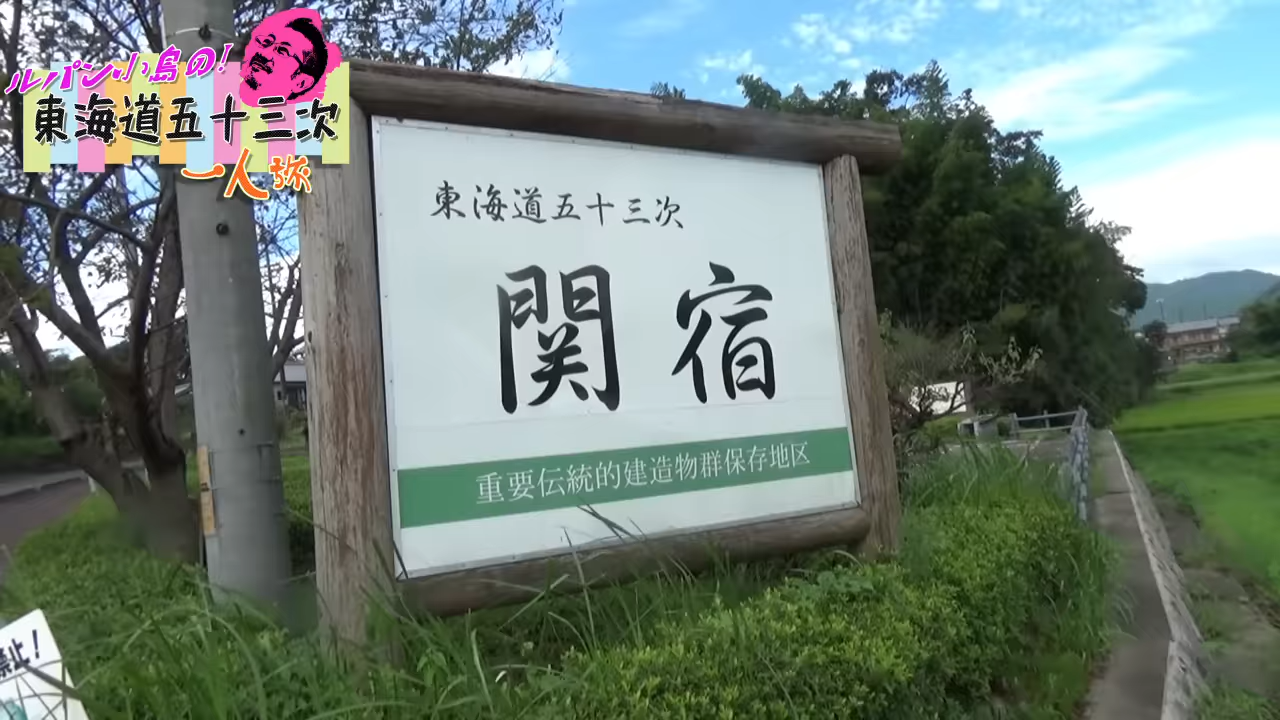 ルパン小島の!
東海道五十三次
一人旅
東海道五十三次
関宿
重要伝統的建造物群保存地区
禁止!